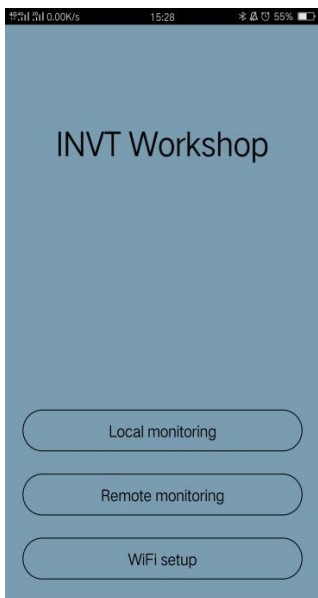 0.00K/s 15:28 55%
INVT Workshop
Local monitoring
Remote monitoring
WiFi setup